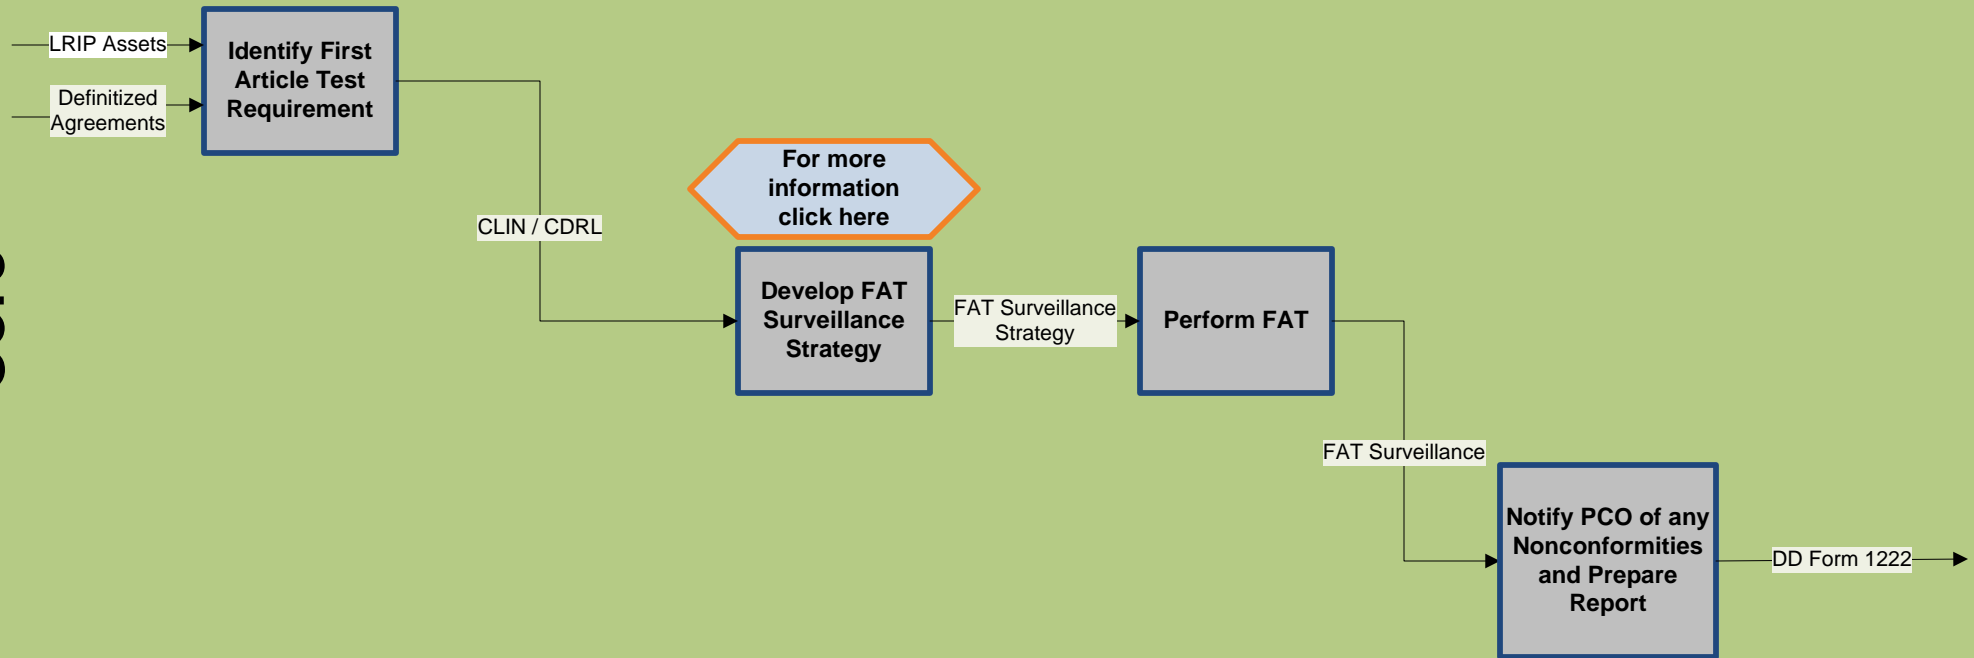 LRIP Assets
Definitized
Agreements
Identify First
Article Test
Requirement
CLIN / CDRL
For more
information
click here
Develop FAT
Surveillance
Strategy
FAT Surveillance
Strategy
Perform FAT
FAT Surveillance
Notify PCO of any
Nonconformities
and Prepare
Report
DD Form 1222